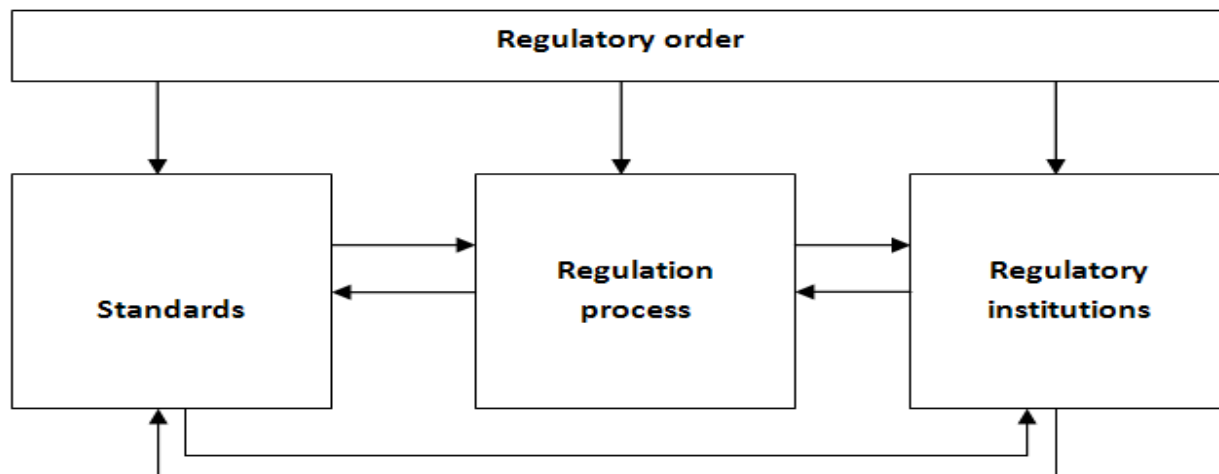 Regulatory order
Standards
Regulation
process
Regulatory
institutions